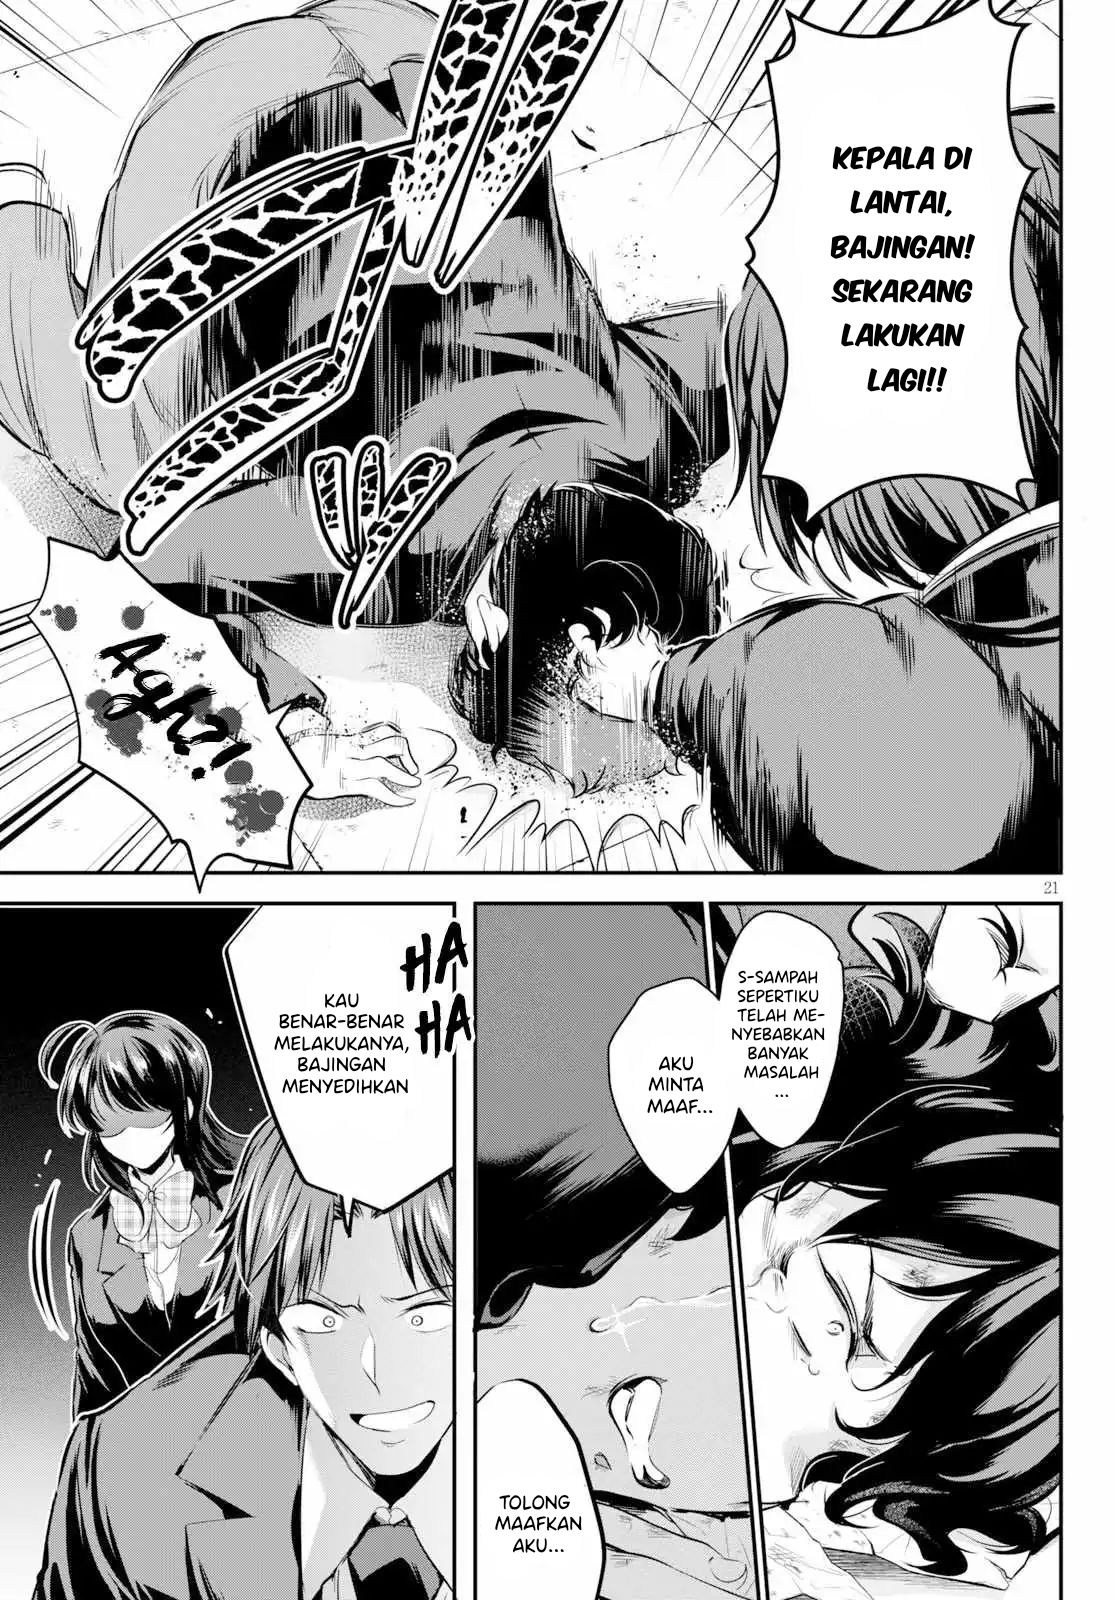 KEPALA DI
LANTAI,
BAJINGAN!
SEKARANG
LAKUKAN
LAGI!!
Agh!
21
S-SAMPAH
SEPERTIKU
TELAH ME-
NYEBABKAN
BANYAK
MASALAH
...
AKU
MINTA
MAAF...
TOLONG
MAAFKAN
AKU...
HA
HA
KAU
BENAR-BENAR
MELAKUKANYA,
BAJINGAN
MENYEDIHKAN